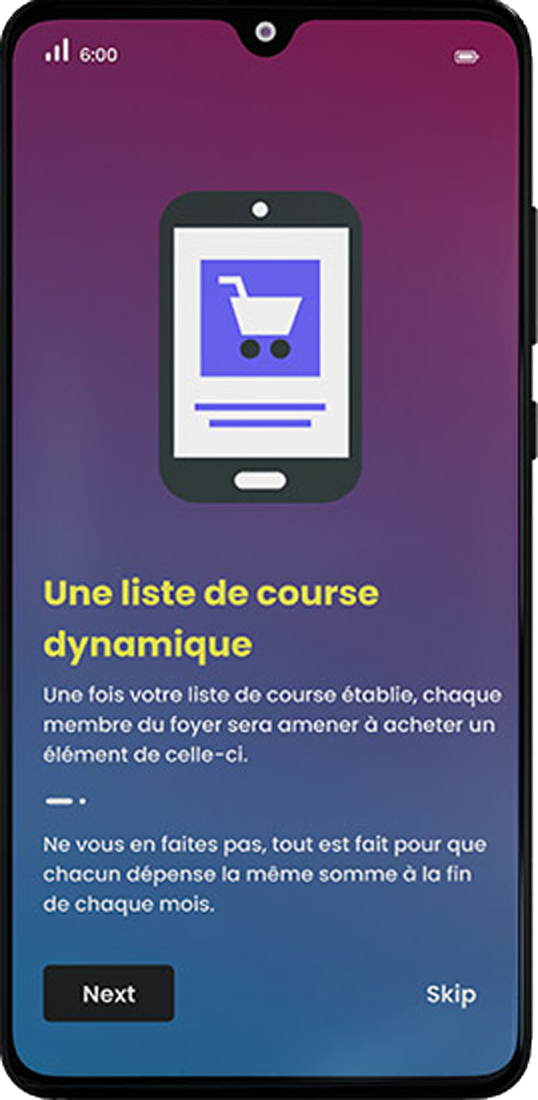 6:00
Une liste de course
dynamique
Une fois votre liste de course établie, chaque
membre du foyer sera amener à acheter un
élément de celle-ci.
Ne vous en faites pas, tout est fait pour que
chacun dépense la même somme à la fin
de chaque mois.
Next
Skip